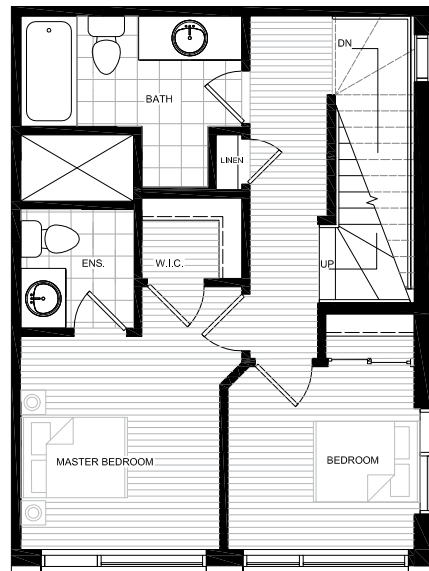 DN
BATH
LINEN
ENS.
W.I.C.
UP
MASTER BEDROOM
BEDROOM